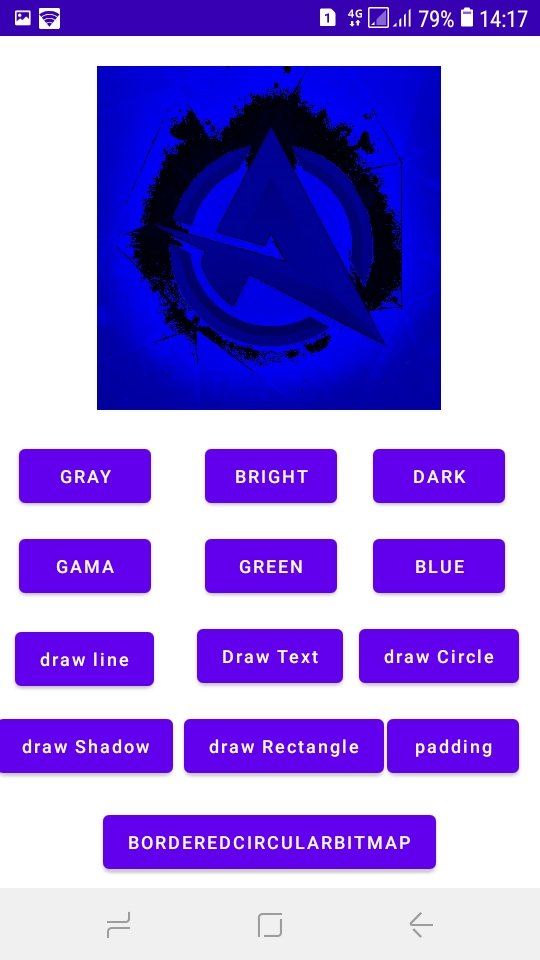 1 4G 79% 14:17
GRAY BRIGHT DARK
GAMA GREEN BLUE
draw line Draw Text draw Circle
draw Shadow draw Rectangle padding
BORDEREDCIRCULARBITMAP